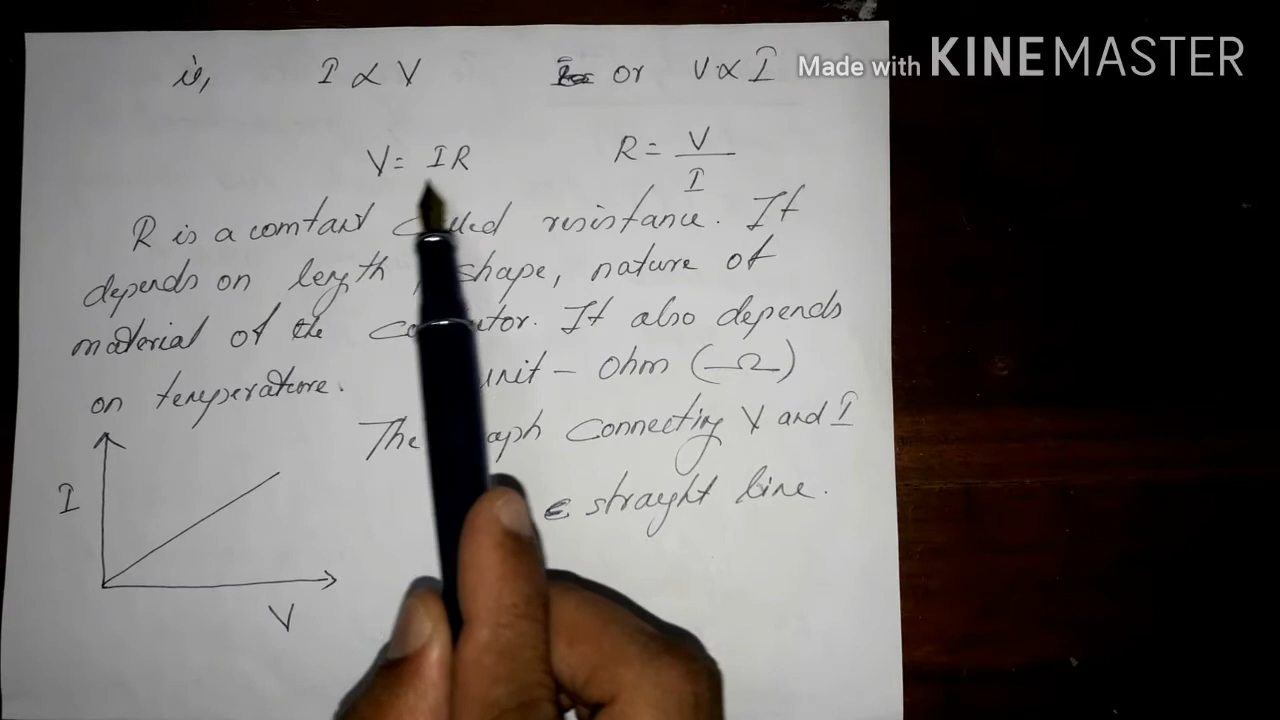 is, I ∝ V or V ∝ I
Made with KINEMASTER
V = IR R = V/I
R is a constant called resistance. It
depends on length, shape, nature of
material of the conductor. It also depends
on temperature. unit - ohm (Ω)
The graph connecting V and I
straight line.
I
V